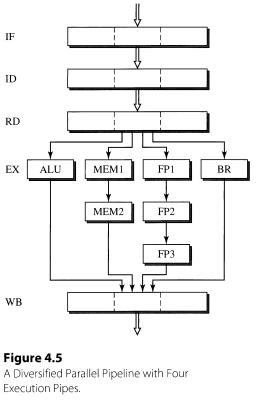 IF
ID
RD
EX ALU MEM1 FP1 BR
MEM2 FP2
FP3
WB
Figure 4.5
A Diversified Parallel Pipeline with Four
Execution Pipes.